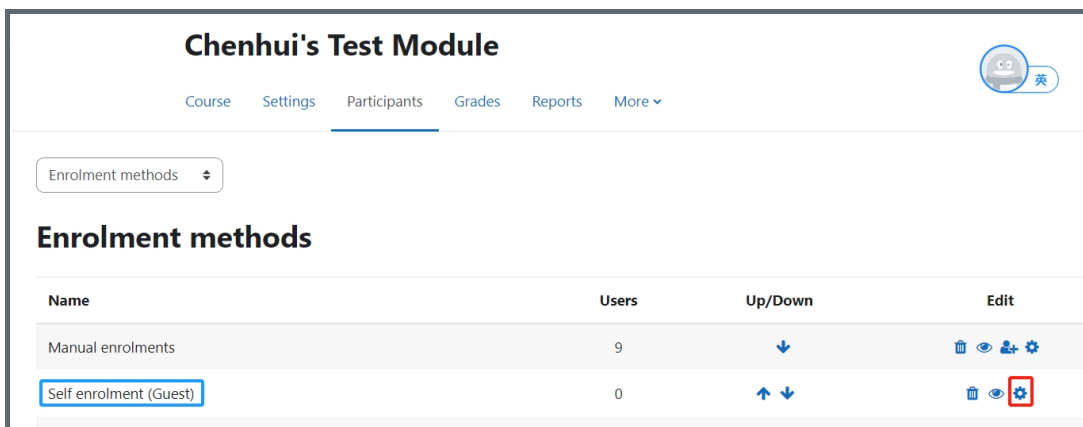 Chenhui's Test Module
英
Course Settings Participants Grades Reports More
Enrolment methods
Enrolment methods
Name Users Up/Down Edit
Manual enrolments 9
Self enrolment (Guest) 0